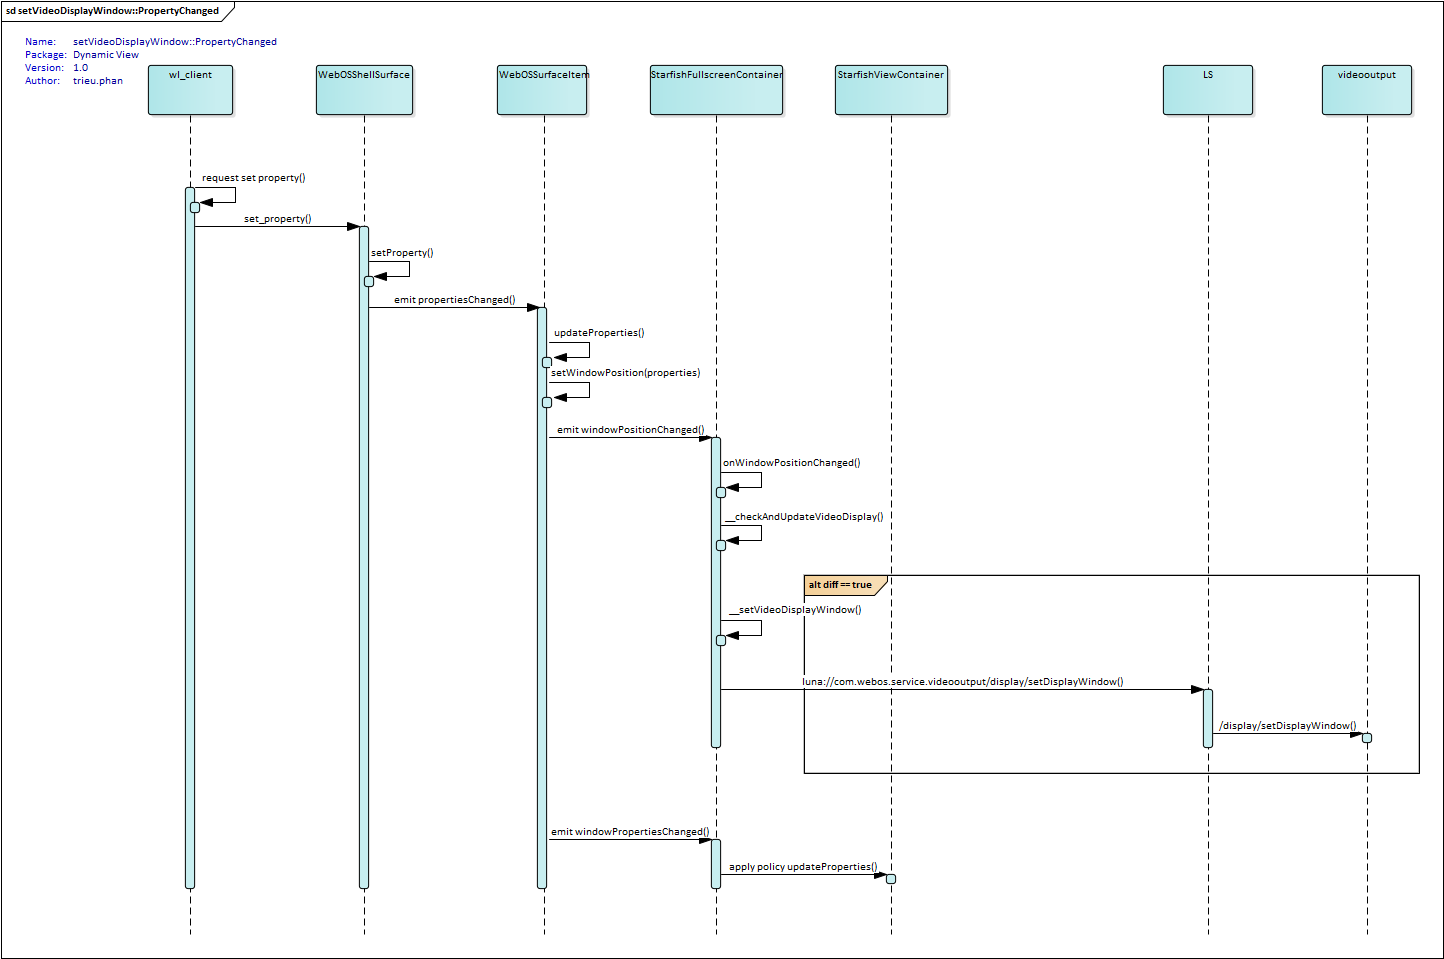 sd setVideoDisplayWindow::PropertyChanged
Name: setVideoDisplayWindow::PropertyChanged
Package: Dynamic View
Version: 1.0
Author: trieu.phan
wl_client
WebOSShellSurface
WebOSSurfaceItem
StarfishFullscreenContainer
StarfishViewContainer
LS
videooutput
request set property()
set_property()
setProperty()
emit propertiesChanged()
updateProperties()
setWindowPosition(properties)
emit windowPositionChanged()
onWindowPositionChanged()
__checkAndUpdateVideoDisplay()
alt diff == true
__setVideoDisplayWindow()
luna://com.webos.service.videooutput/display/setDisplayWindow()
/display/setDisplayWindow()
emit windowPropertiesChanged()
apply policy updateProperties()